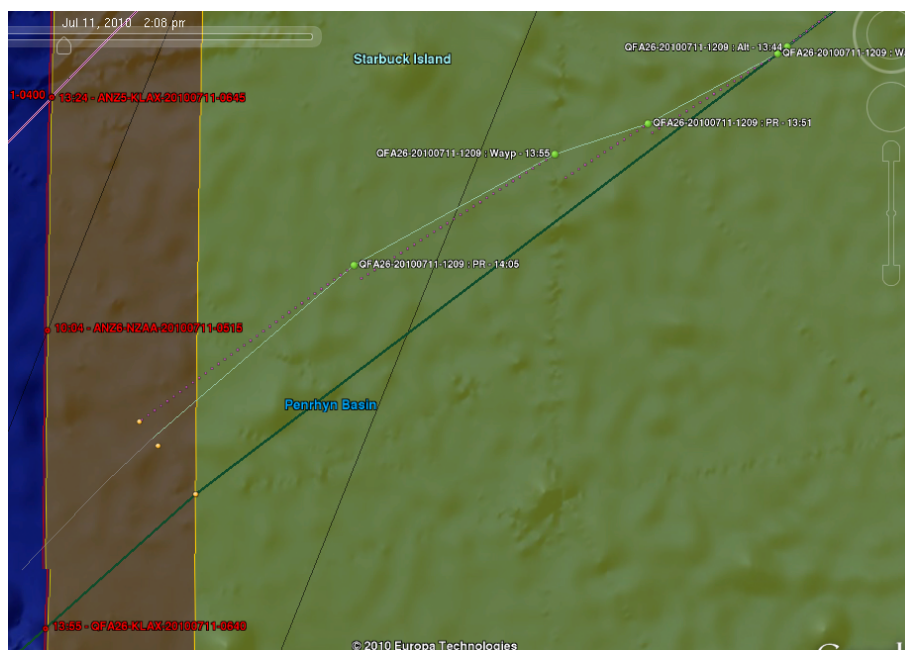 Jul 11, 2010 2:08 pm
Starbuck Island
QFA26-20100711-1209 : Alt - 13:44
QFA26-20100711-1209 : W
1-0400
13:24 - ANZ5-KLAX-20100711-0645
QFA26-20100711-1209 : PR - 13:51
QFA26-20100711-1209 : Wayp - 13:55
QFA26-20100711-1209 : PR - 14:05
10:04 - ANZ6-NZAA-20100711-0515
Penrhyn Basin
13:55 - QFA26-KLAX-20100711-0640
© 2010 Europa Technologies